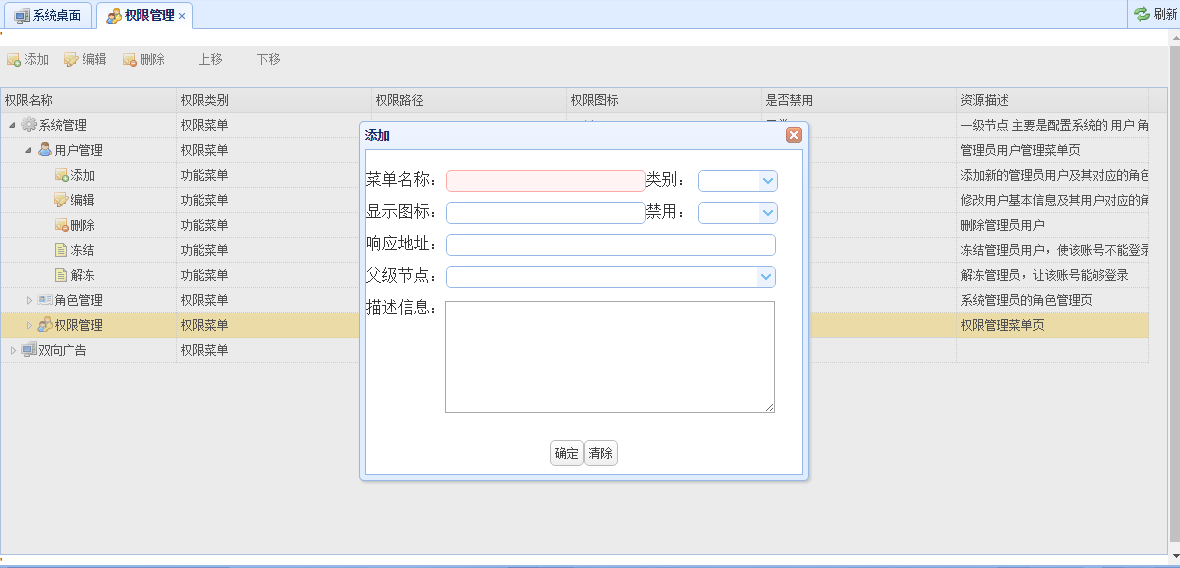 系统桌面 权限管理 刷新
添加 编辑 删除 上移 下移
权限名称 权限类别 权限路径 权限图标 是否禁用 资源描述
系统管理 权限菜单 一级节点 主要是配置系统的 用户 角
用户管理 权限菜单 管理员用户管理菜单页
添加 功能菜单 添加新的管理员用户及其对应的角色
编辑 功能菜单 修改用户基本信息及其用户对应的角
删除 功能菜单 删除管理员用户
冻结 功能菜单 冻结管理员用户，使该账号不能登录
解冻 功能菜单 解冻管理员，让该账号能够登录
角色管理 权限菜单 系统管理员的角色管理页
权限管理 权限菜单 权限管理菜单页
双向广告 权限菜单
添加
菜单名称： 类别：
显示图标： 禁用：
响应地址：
父级节点：
描述信息：
确定 清除